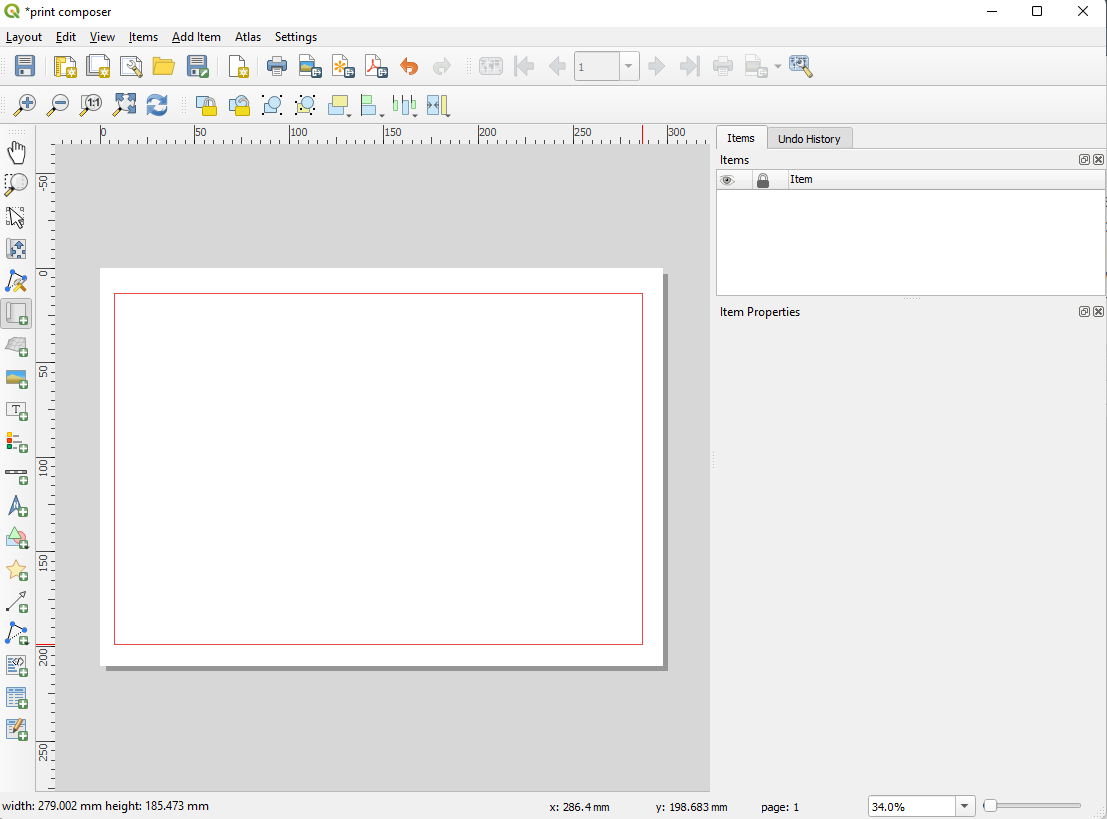 *print composer
Layout Edit View Items Add Item Atlas Settings
1
1:1
0 50 100 150 200 250 300
-50
0
50
100
150
200
250
T
Items Undo History
Items
Item
Item Properties
width: 279.002 mm height: 185.473 mm x: 286.4 mm y: 198.683 mm page: 1 34.0%